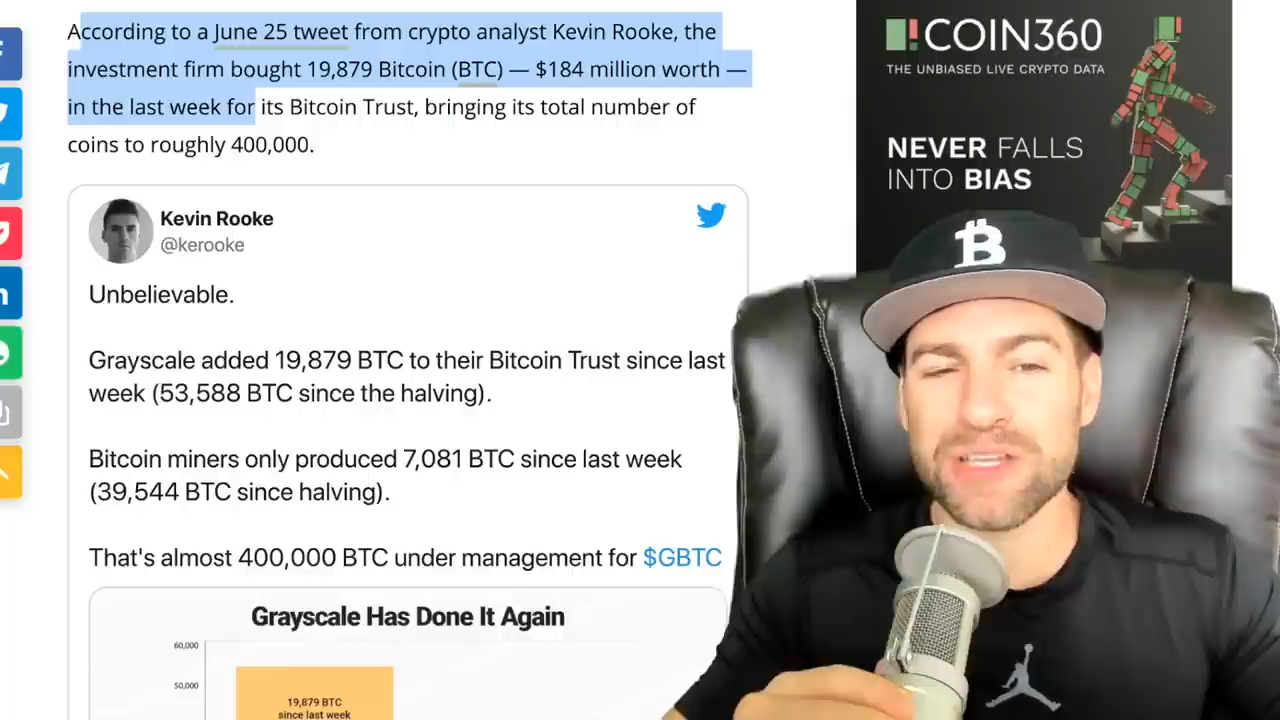 According to a June 25 tweet from crypto analyst Kevin Rooke, the
investment firm bought 19,879 Bitcoin (BTC) — $184 million worth —
in the last week for its Bitcoin Trust, bringing its total number of
coins to roughly 400,000.
Kevin Rooke
@kerooke
Unbelievable.
Grayscale added 19,879 BTC to their Bitcoin Trust since last
week (53,588 BTC since the halving).
Bitcoin miners only produced 7,081 BTC since last week
(39,544 BTC since halving).
That's almost 400,000 BTC under management for $GBTC
Grayscale Has Done It Again
60,000
50,000
19,879 BTC
since last week
COIN360
THE UNBIASED LIVE CRYPTO DATA
NEVER FALLS
INTO BIAS